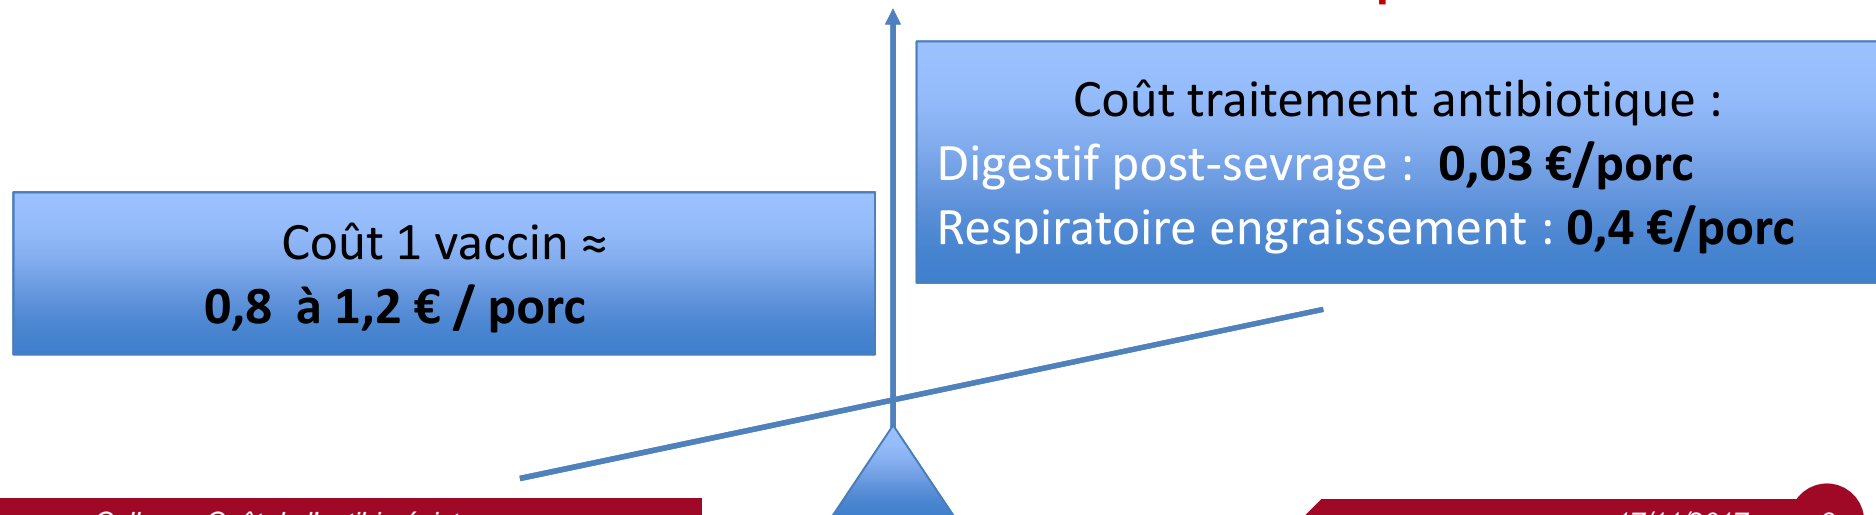 Coût traitement antibiotique :
Digestif post-sevrage : 0,03 €/porc
Respiratoire engraissement : 0,4 €/porc
Coût 1 vaccin ≈
0,8 à 1,2 € / porc